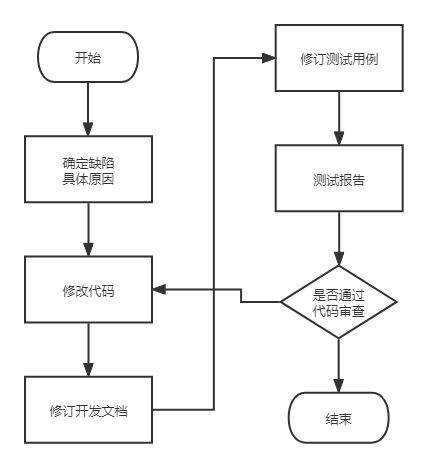 开始
确定缺陷
具体原因
修改代码
修订开发文档
修订测试用例
测试报告
是否通过
代码审查
结束